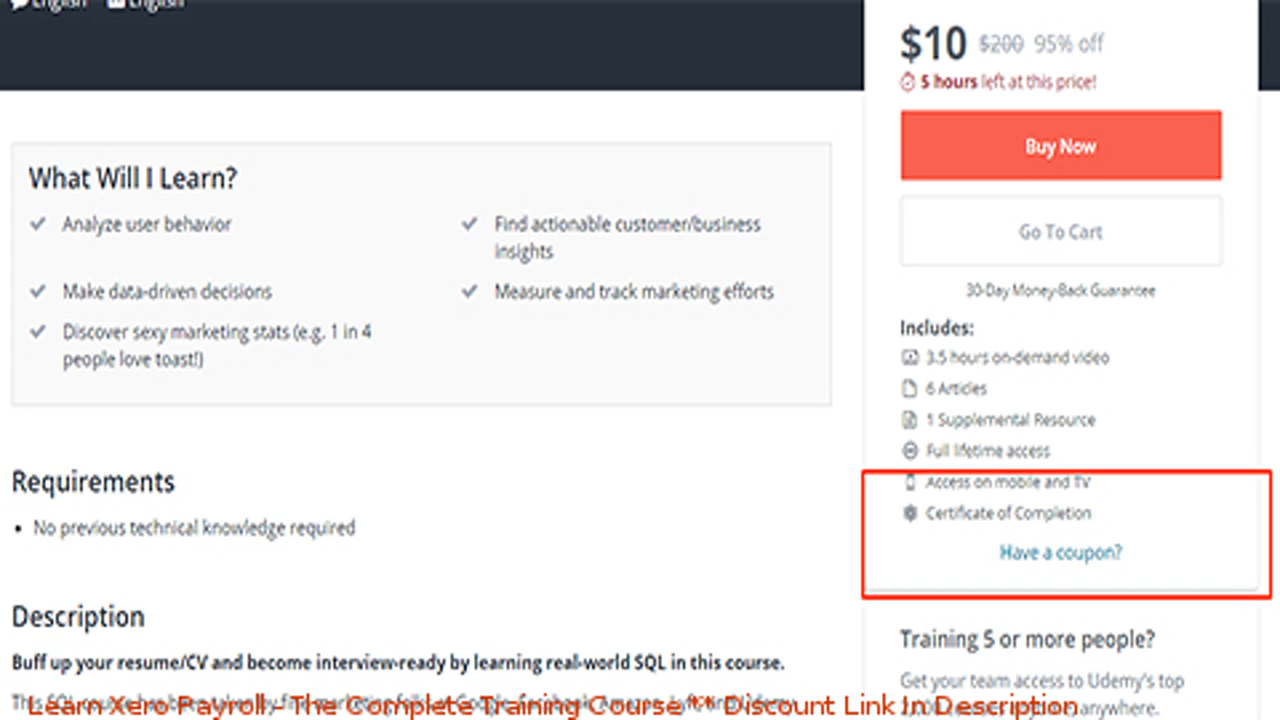 English English
$10 $200 95% off
5 hours left at this price!
Buy Now
Go To Cart
30-Day Money-Back Guarantee
Includes:
3.5 hours on-demand video
6 Articles
1 Supplemental Resource
Full lifetime access
Access on mobile and TV
Certificate of Completion
Have a coupon?
Training 5 or more people?
Get your team access to Udemy's top
anywhere.
What Will I Learn?
Analyze user behavior
Find actionable customer/business
insights
Make data-driven decisions
Measure and track marketing efforts
Discover sexy marketing stats (e.g. 1 in 4
people love toast!)
Requirements
• No previous technical knowledge required
Description
Buff up your resume/CV and become interview-ready by learning real-world SQL in this course.
Learn Xero Payroll - The Complete Training Course *** Discount Link In Description